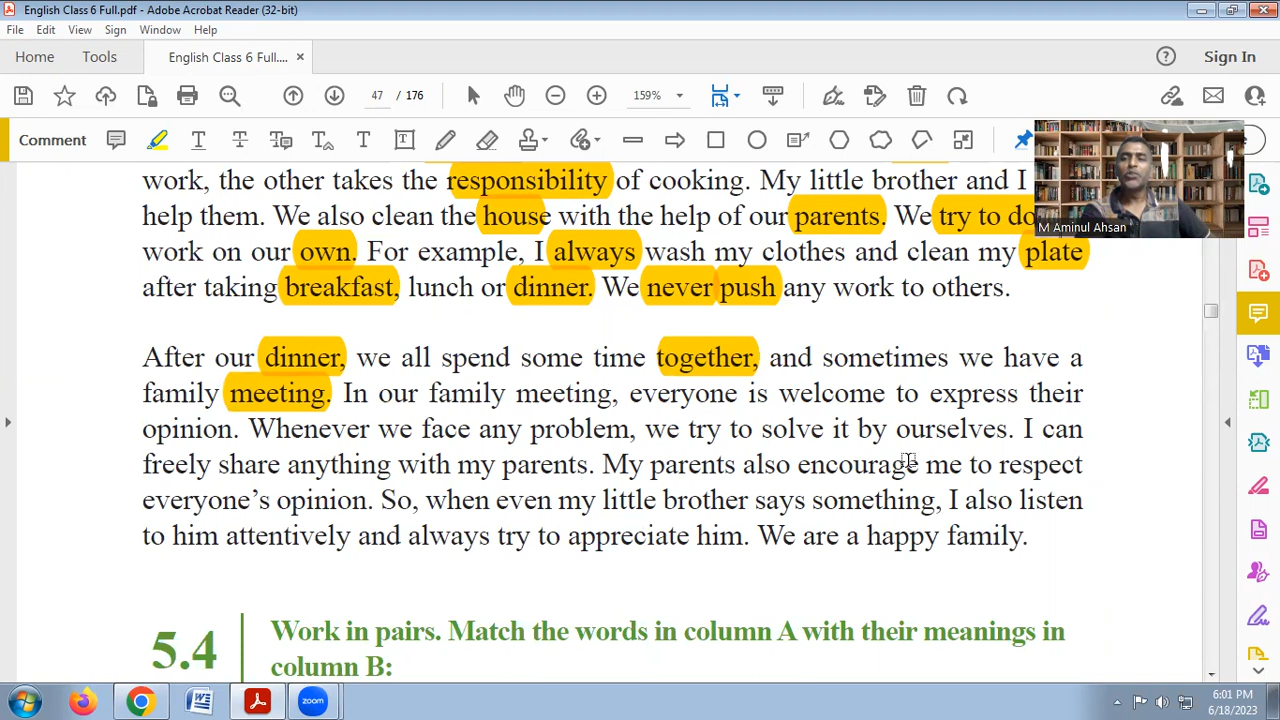 English Class 6 Full.pdf - Adobe Acrobat Reader (32-bit)
File Edit View Sign Window Help
Home Tools English Class 6 Full.... × Sign In
47 / 176 159%
Comment
work, the other takes the responsibility of cooking. My little brother and I
help them. We also clean the house with the help of our parents. We try to do
work on our own. For example, I always wash my clothes and clean my plate
after taking breakfast, lunch or dinner. We never push any work to others.
M Aminul Ahsan
After our dinner, we all spend some time together, and sometimes we have a
family meeting. In our family meeting, everyone is welcome to express their
opinion. Whenever we face any problem, we try to solve it by ourselves. I can
freely share anything with my parents. My parents also encourage me to respect
everyone’s opinion. So, when even my little brother says something, I also listen
to him attentively and always try to appreciate him. We are a happy family.
5.4 Work in pairs. Match the words in column A with their meanings in
column B:
zoom
6:01 PM
6/18/2023